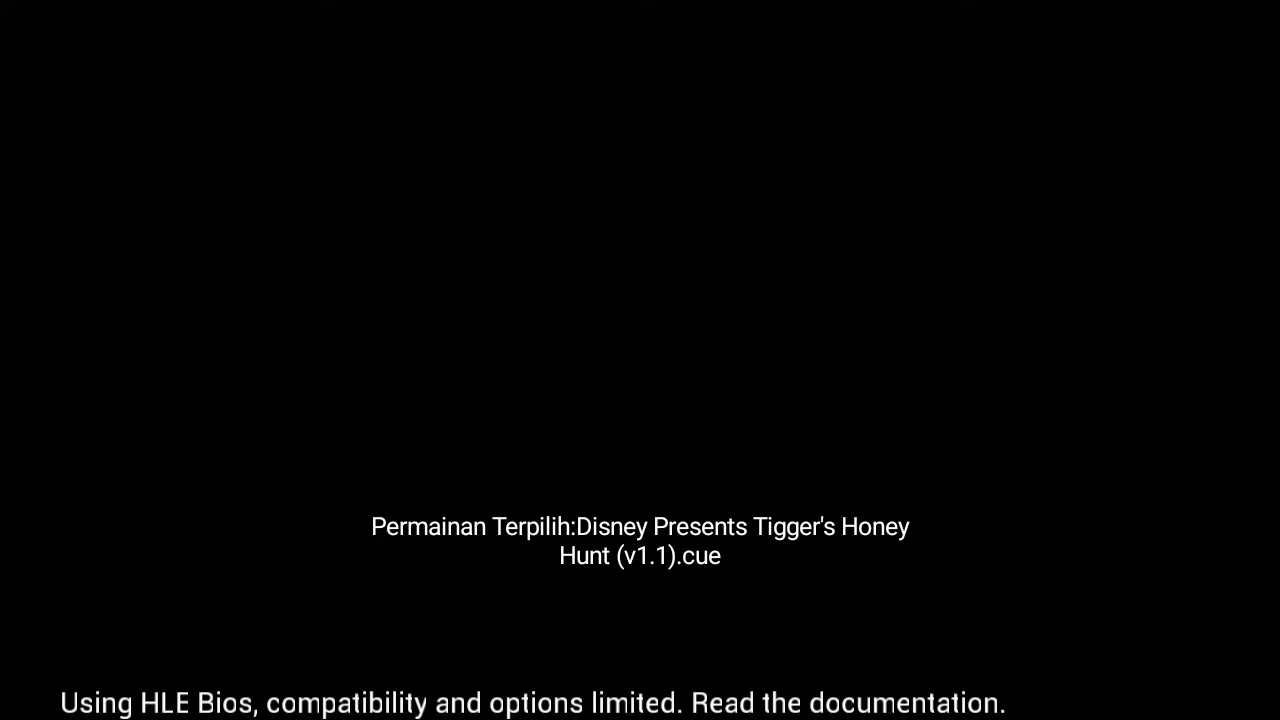 Permainan Terpilih:Disney Presents Tigger's Honey
Hunt (v1.1).cue
Using HLE Bios, compatibility and options limited. Read the documentation.